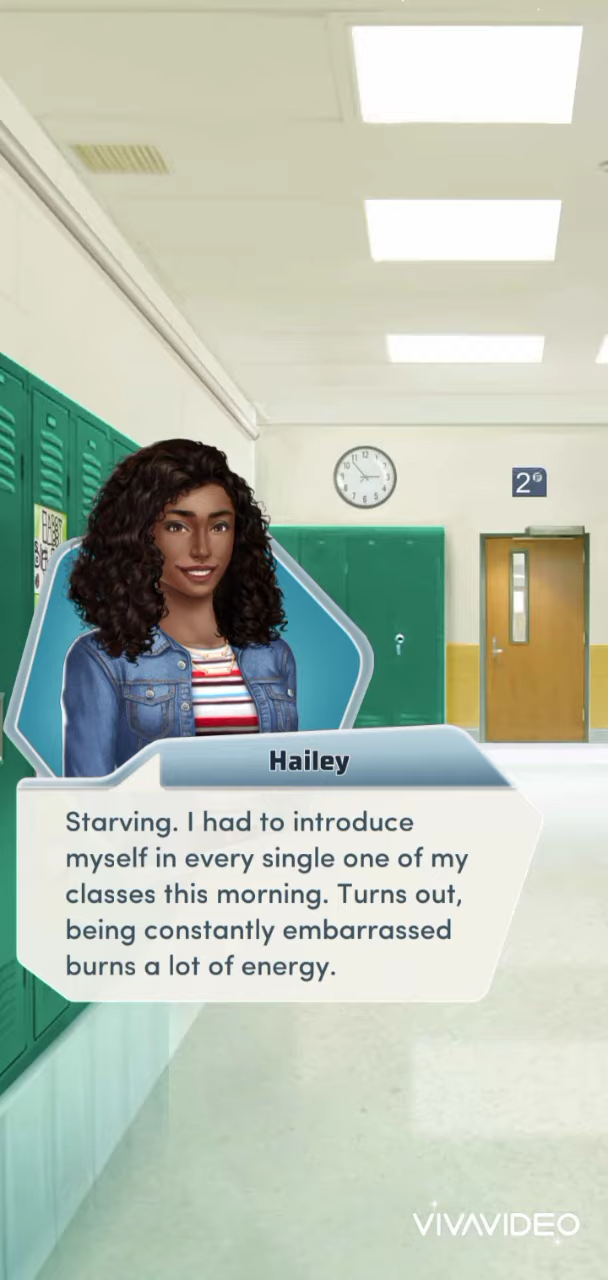 12
2
Hailey
Starving. I had to introduce
myself in every single one of my
classes this morning. Turns out,
being constantly embarrassed
burns a lot of energy.
VIVAVIDEO